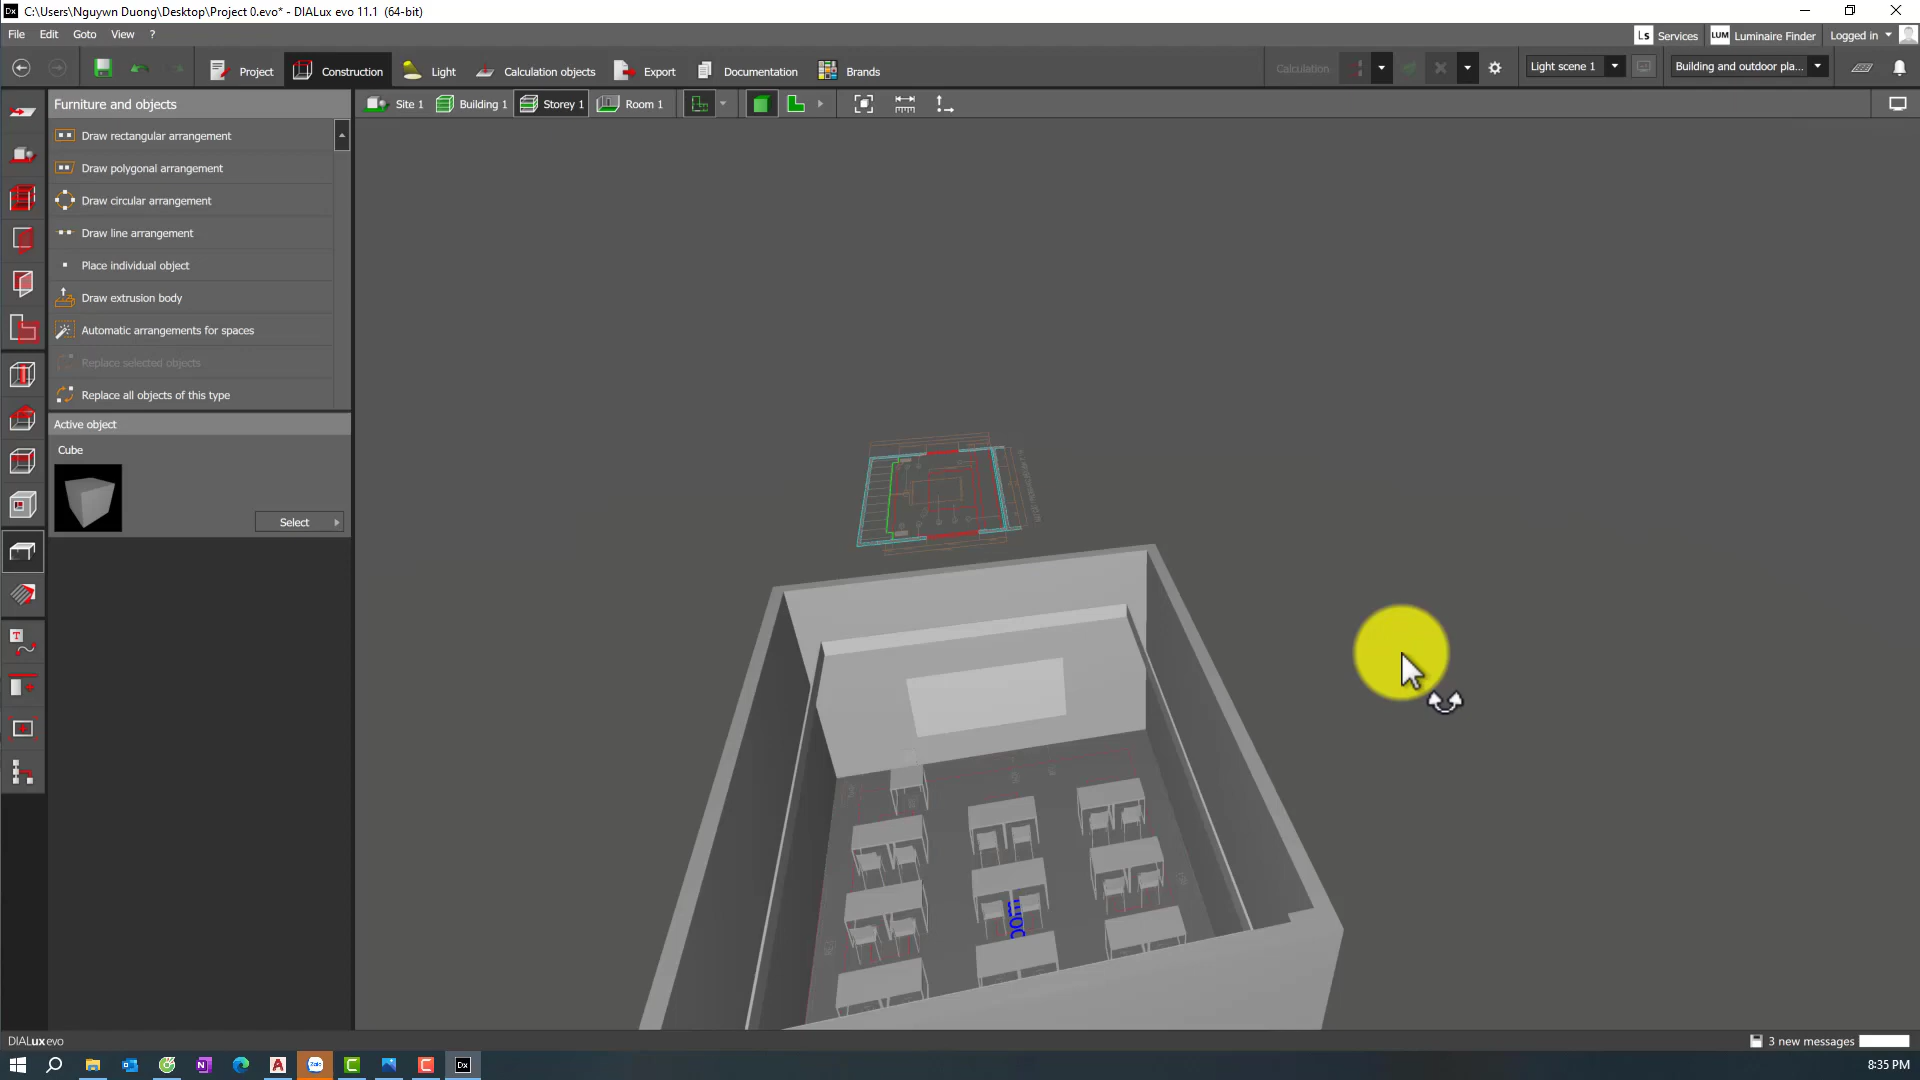 Dx C:\Users\Nguywn Duong\Desktop\Project 0.evo* - DIALux evo 11.1 (64-bit)
File Edit Goto View ?
Ls Services LUM Luminaire Finder Logged in
Project Construction Light Calculation objects Export Documentation Brands
Calculation Light scene 1 Building and outdoor pla...
Furniture and objects
Site 1 Building 1 Storey 1 Room 1
Draw rectangular arrangement
Draw polygonal arrangement
Draw circular arrangement
Draw line arrangement
Place individual object
Draw extrusion body
Automatic arrangements for spaces
Replace selected objects
Replace all objects of this type
Active object
Cube
Select
DIALux evo
3 new messages
8:35 PM